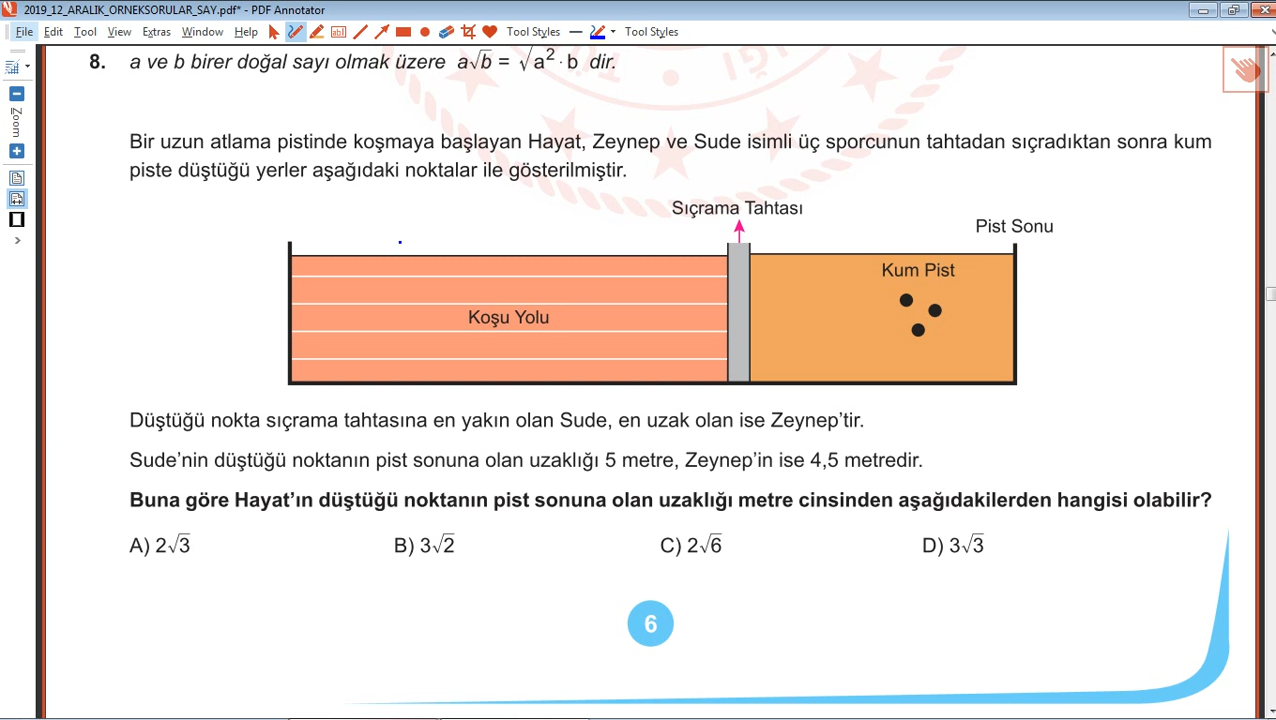 2019_12_ARALIK_ORNEKSORULAR_SAY.pdf* - PDF Annotator
File Edit Tool View Extras Window Help Tool Styles Tool Styles
Zoom
8. a ve b birer doğal sayı olmak üzere a√b = √a² · b dir.
Bir uzun atlama pistinde koşmaya başlayan Hayat, Zeynep ve Sude isimli üç sporcunun tahtadan sıçradıktan sonra kum
piste düştüğü yerler aşağıdaki noktalar ile gösterilmiştir.
Sıçrama Tahtası
Pist Sonu
Kum Pist
Koşu Yolu
Düştüğü nokta sıçrama tahtasına en yakın olan Sude, en uzak olan ise Zeynep’tir.
Sude’nin düştüğü noktanın pist sonuna olan uzaklığı 5 metre, Zeynep’in ise 4,5 metredir.
Buna göre Hayat’ın düştüğü noktanın pist sonuna olan uzaklığı metre cinsinden aşağıdakilerden hangisi olabilir?
A) 2√3 B) 3√2 C) 2√6 D) 3√3
6